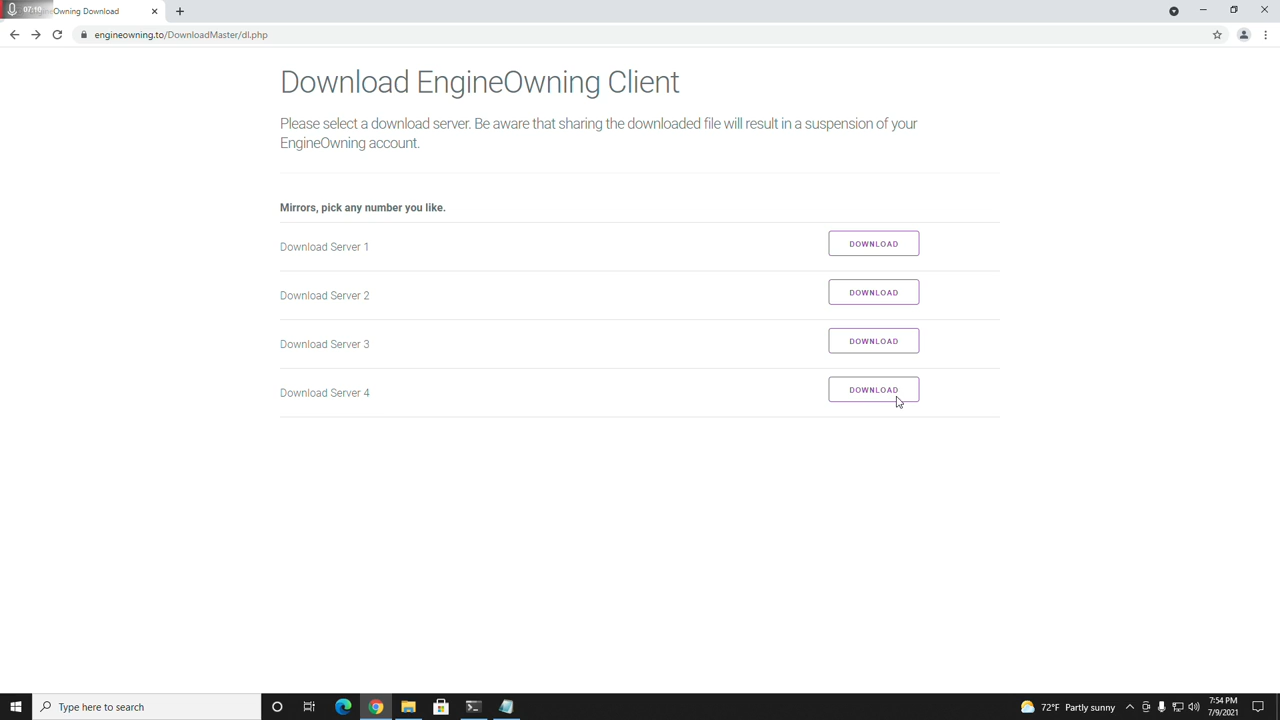 07:10
Owning Download
engineowning.to/DownloadMaster/dl.php
Download EngineOwning Client
Please select a download server. Be aware that sharing the downloaded file will result in a suspension of your
EngineOwning account.
Mirrors, pick any number you like.
Download Server 1
DOWNLOAD
Download Server 2
DOWNLOAD
Download Server 3
DOWNLOAD
Download Server 4
DOWNLOAD
Type here to search
72°F Partly sunny
7:54 PM
7/9/2021